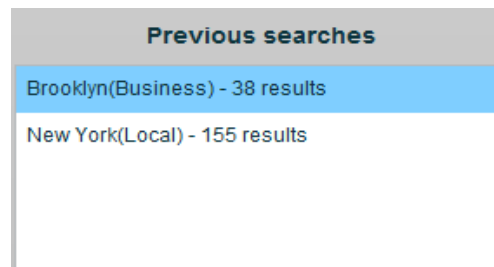 Previous searches
Brooklyn(Business) - 38 results
New York(Local) - 155 results